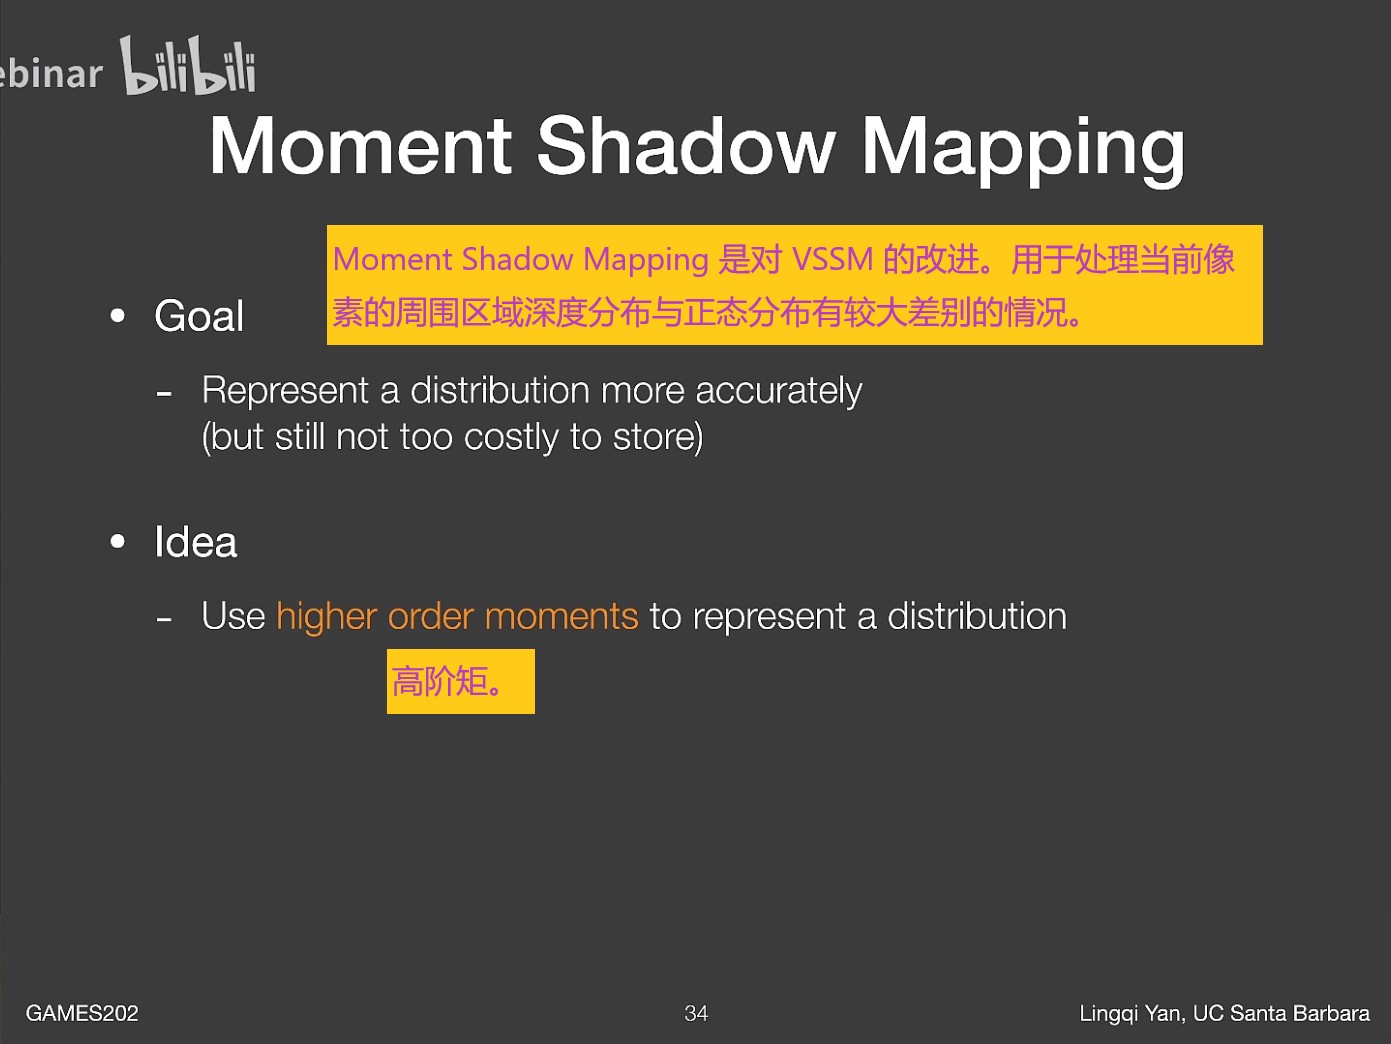 ebinar bilibili
Moment Shadow Mapping
Moment Shadow Mapping 是对 VSSM 的改进。用于处理当前像
素的周围区域深度分布与正态分布有较大差别的情况。
• Goal
- Represent a distribution more accurately
(but still not too costly to store)
• Idea
- Use higher order moments to represent a distribution
高阶矩。
GAMES202
34
Lingqi Yan, UC Santa Barbara